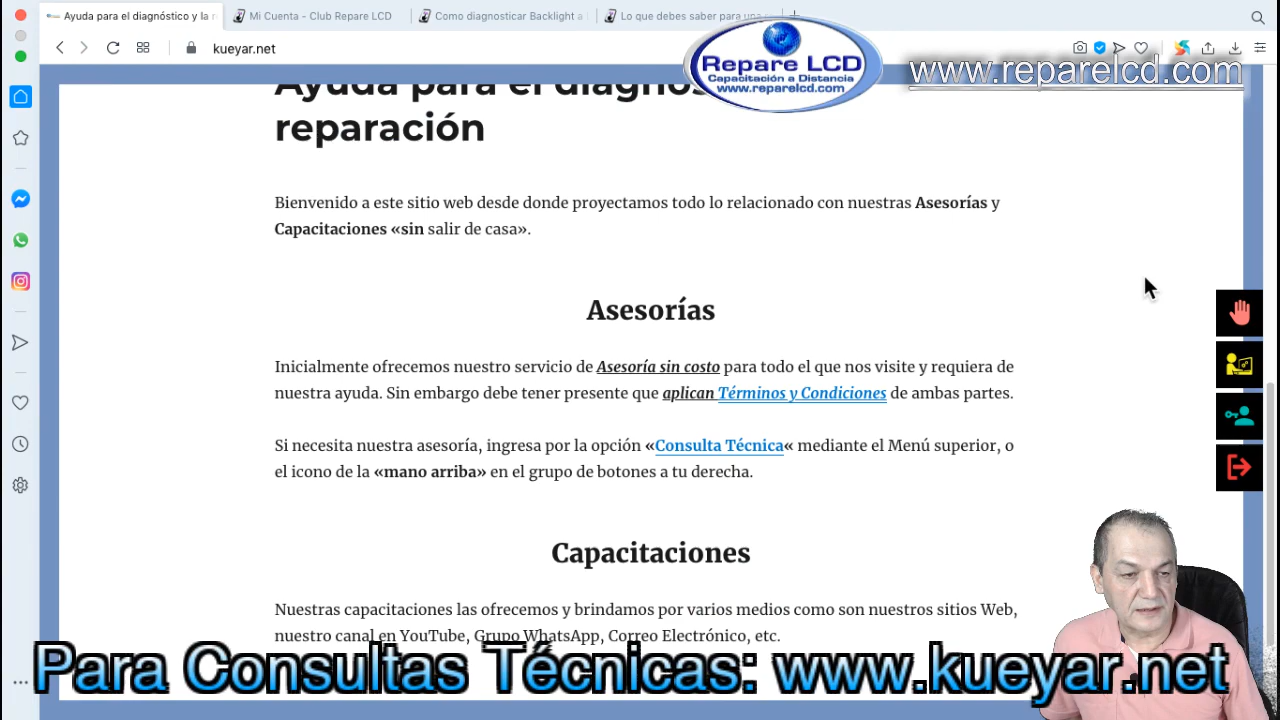 Ayuda para el diagnóstico y la r
Mi Cuenta - Club Repare LCD
Como diagnosticar Backlight a
Lo que debes saber para una
kueyar.net
Repare LCD
Capacitación a Distancia
www.reparelcd.com
www.reparelcd.com
Ayuda para el
reparación
Bienvenido a este sitio web desde donde proyectamos todo lo relacionado con nuestras Asesorías y
Capacitaciones «sin salir de casa».
Asesorías
Inicialmente ofrecemos nuestro servicio de Asesoría sin costo para todo el que nos visite y requiera de
nuestra ayuda. Sin embargo debe tener presente que aplican Términos y Condiciones de ambas partes.
Si necesita nuestra asesoría, ingresa por la opción «Consulta Técnica« mediante el Menú superior, o
el icono de la «mano arriba» en el grupo de botones a tu derecha.
Capacitaciones
Nuestras capacitaciones las ofrecemos y brindamos por varios medios como son nuestros sitios Web,
nuestro canal en YouTube, Grupo WhatsApp, Correo Electrónico, etc.
Para Consultas Técnicas: www.kueyar.net